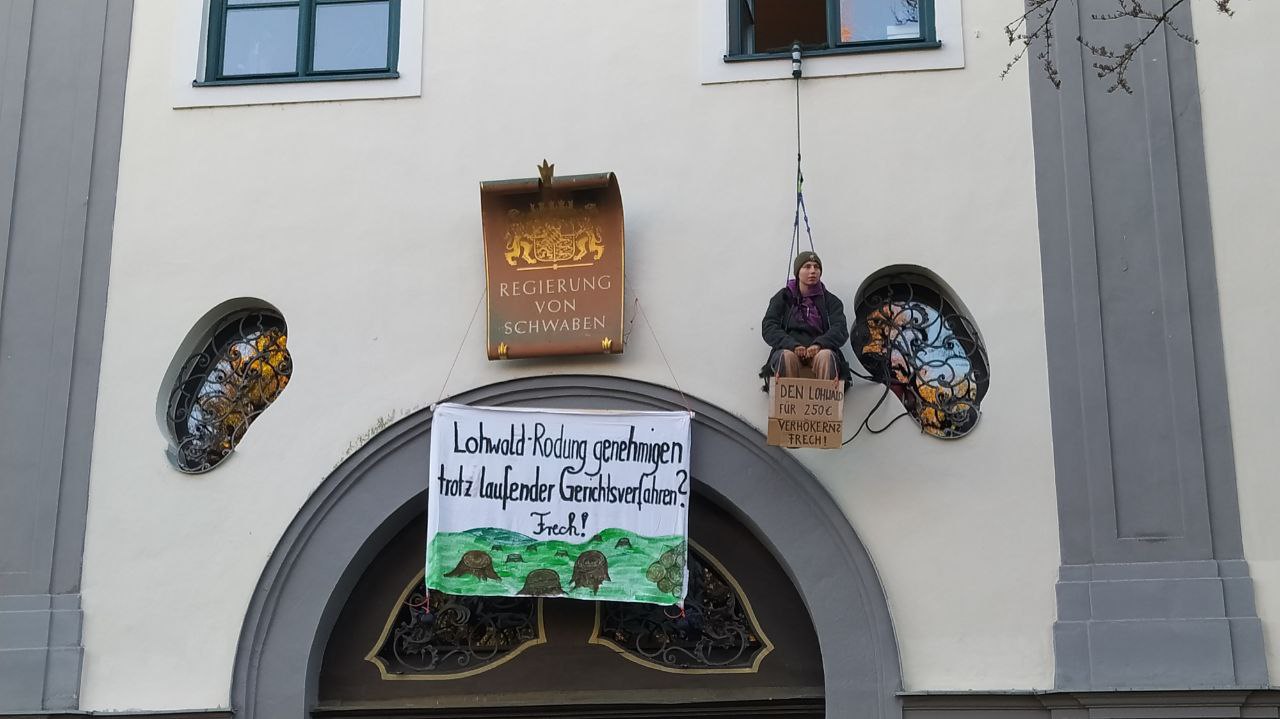 REGIERUNG
VON
SCHWABEN
DEN LOHWALD
FÜR 250€
VERHÖKERN?
FRECH!
Lohwald-Rodung genehmigen
trotz laufender Gerichtsverfahren?
Frech!